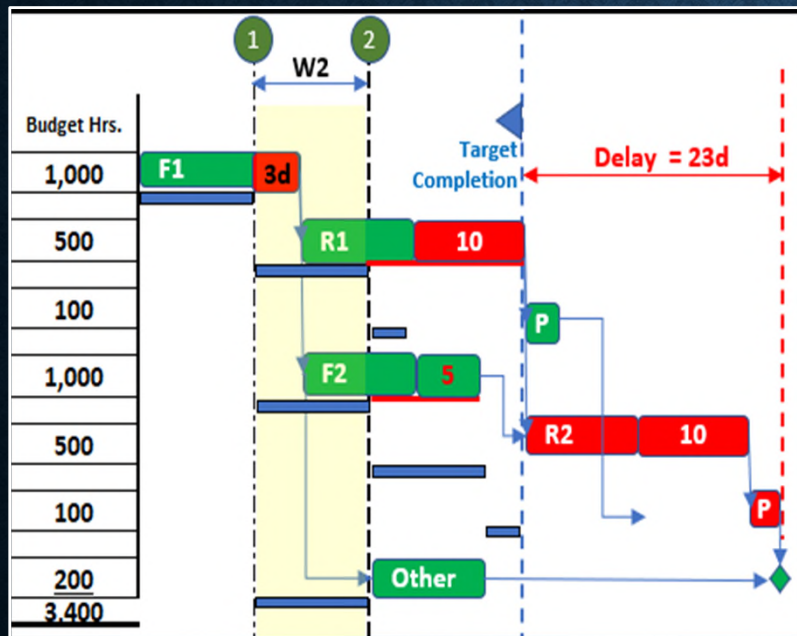 1
2
W2
Budget Hrs.
1,000
F1
3d
Target
Completion
Delay = 23d
500
R1
10
100
P
1,000
F2
5
500
R2
10
100
P
200
Other
3,400